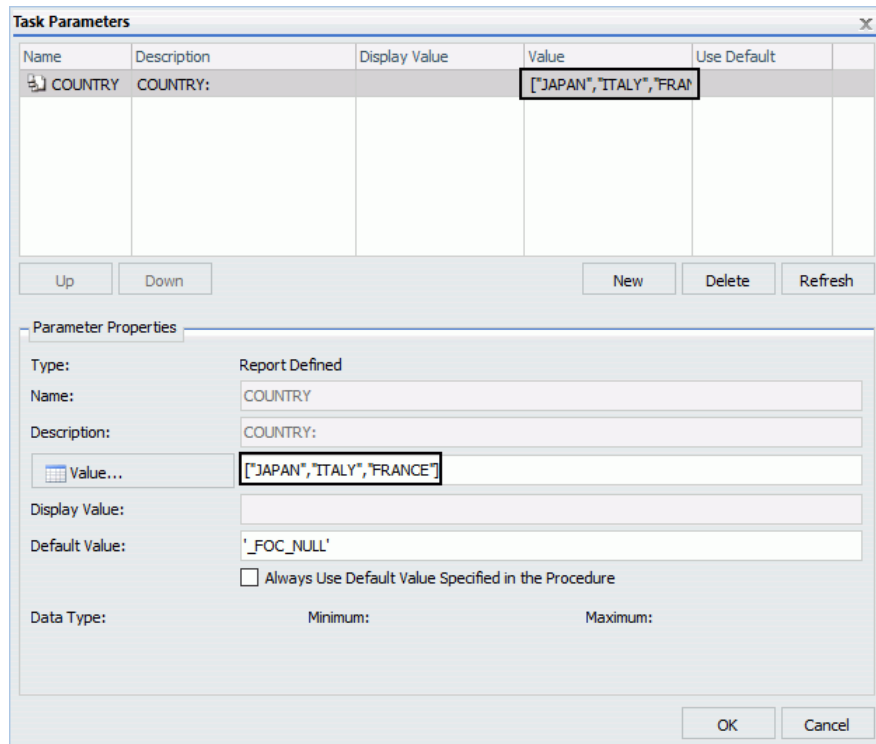 Task Parameters
Name Description Display Value Value Use Default
COUNTRY COUNTRY: ["JAPAN","ITALY","FRAN
Up Down New Delete Refresh
Parameter Properties
Type: Report Defined
Name: COUNTRY
Description: COUNTRY:
Value... ["JAPAN","ITALY","FRANCE"]
Display Value:
Default Value: '_FOC_NULL'
Always Use Default Value Specified in the Procedure
Data Type: Minimum: Maximum:
OK Cancel